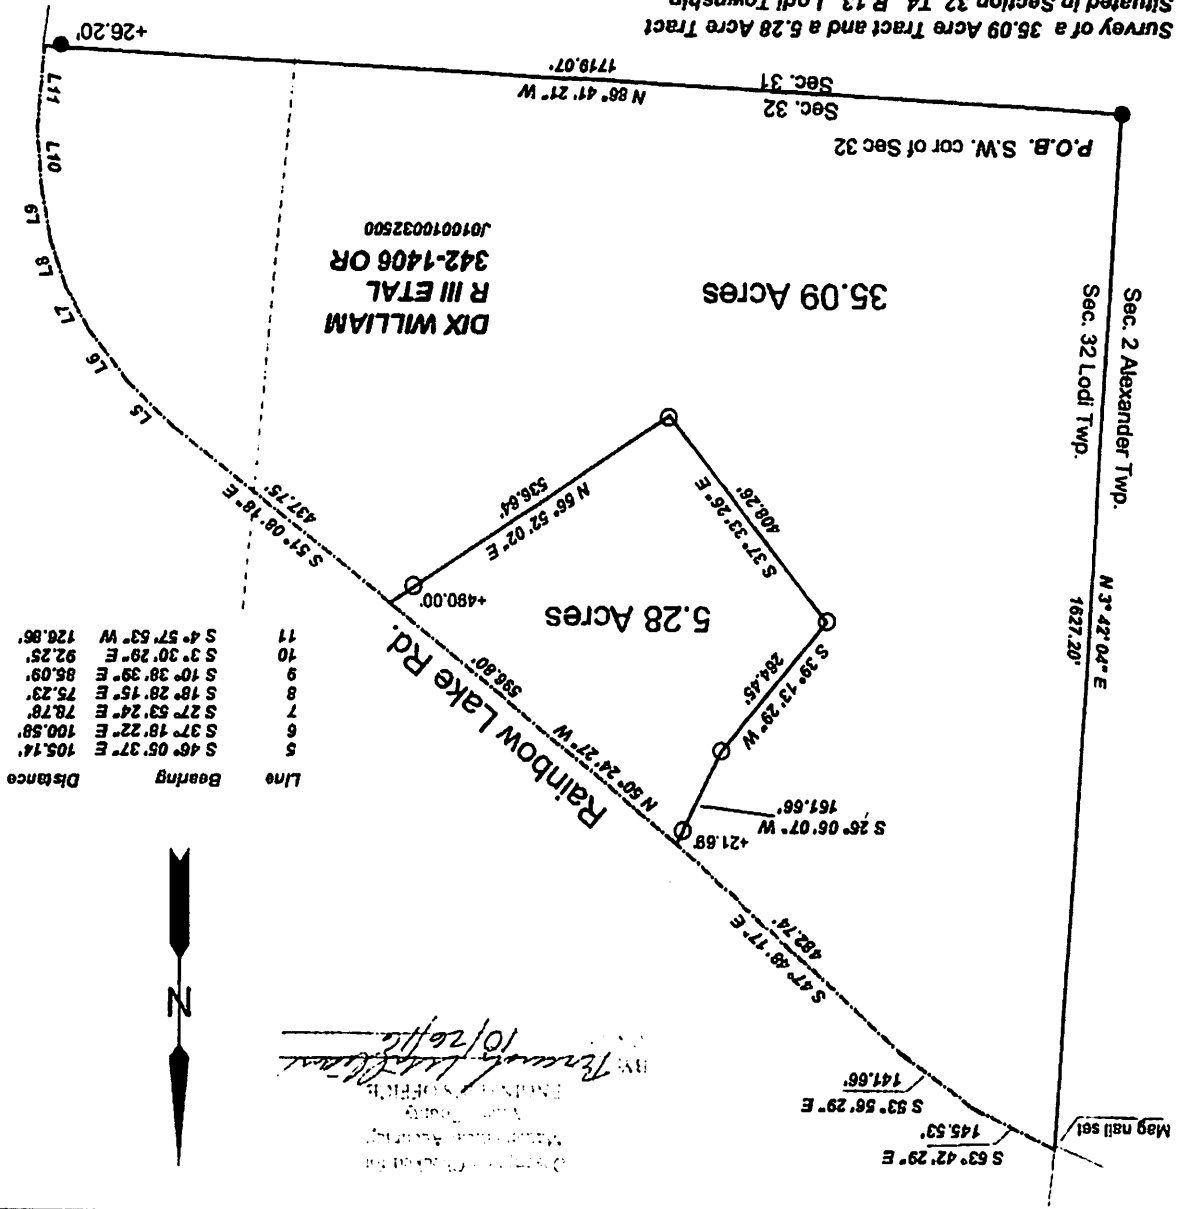 Mag nail set
S 63° 42' 29" E
145.53'
S 53° 56' 29" E
141.66'
BY:
10/26/16
N
S 47° 48' 17" E
482.74'
+21.69'
S 26° 06' 07" W
161.66'
Rainbow Lake Rd.
N 50° 24' 27" W
596.80'
S 39° 13' 29" W
264.45'
Line Bearing Distance
5 S 46° 05' 37" E 105.14'
6 S 37° 18' 22" E 100.58'
7 S 27° 53' 24" E 78.78'
8 S 18° 28' 15" E 75.23'
9 S 10° 38' 39" E 85.09'
10 S 3° 30' 29" E 92.25'
11 S 4° 57' 53" W 126.86'
N 3° 42' 04" E
1627.20'
5.28 Acres
+490.00'
S 51° 08' 18" E
437.75'
S 37° 33' 26" E
408.26'
N 66° 52' 02" E
536.64'
L5
L6
L7
L8
L9
L10
L11
Sec. 2 Alexander Twp.
Sec. 32 Lodi Twp.
35.09 Acres
DIX WILLIAM
R III ETAL
342-1406 OR
J010010032500
P.O.B. S.W. cor of Sec 32
Sec. 32
Sec. 31
N 86° 41' 21" W
1719.07'
+26.20'
Survey of a 35.09 Acre Tract and a 5.28 Acre Tract
Situated in Section 32, T4, R 13, Lodi Township